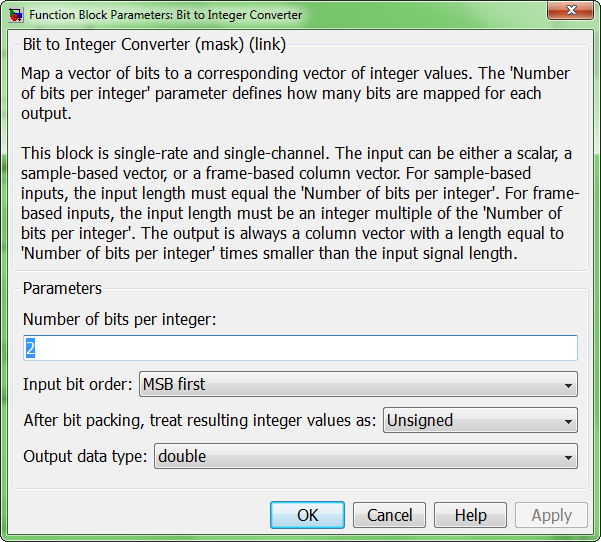 Function Block Parameters: Bit to Integer Converter
Bit to Integer Converter (mask) (link)
Map a vector of bits to a corresponding vector of integer values. The 'Number
of bits per integer' parameter defines how many bits are mapped for each
output.
This block is single-rate and single-channel. The input can be either a scalar, a
sample-based vector, or a frame-based column vector. For sample-based
inputs, the input length must equal the 'Number of bits per integer'. For frame-
based inputs, the input length must be an integer multiple of the 'Number of
bits per integer'. The output is always a column vector with a length equal to
'Number of bits per integer' times smaller than the input signal length.
Parameters
Number of bits per integer:
2
Input bit order: MSB first
After bit packing, treat resulting integer values as: Unsigned
Output data type: double
OK Cancel Help Apply